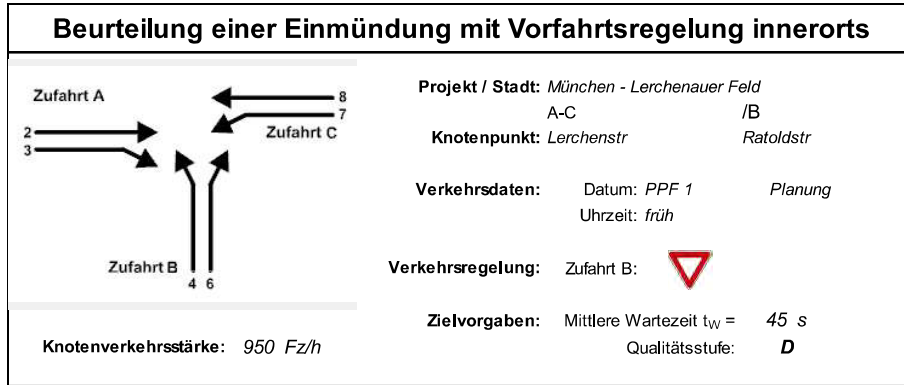 Beurteilung einer Einmündung mit Vorfahrtsregelung innerorts
Zufahrt A
8
7
Zufahrt C
2
3
Zufahrt B
4 6
Knotenverkehrsstärke: 950 Fz/h
Projekt / Stadt: München - Lerchenauer Feld
A-C /B
Knotenpunkt: Lerchenstr Ratoldstr
Verkehrsdaten: Datum: PPF 1 Planung
Uhrzeit: früh
Verkehrsregelung: Zufahrt B:
Zielvorgaben: Mittlere Wartezeit tW = 45 s
Qualitätsstufe: D